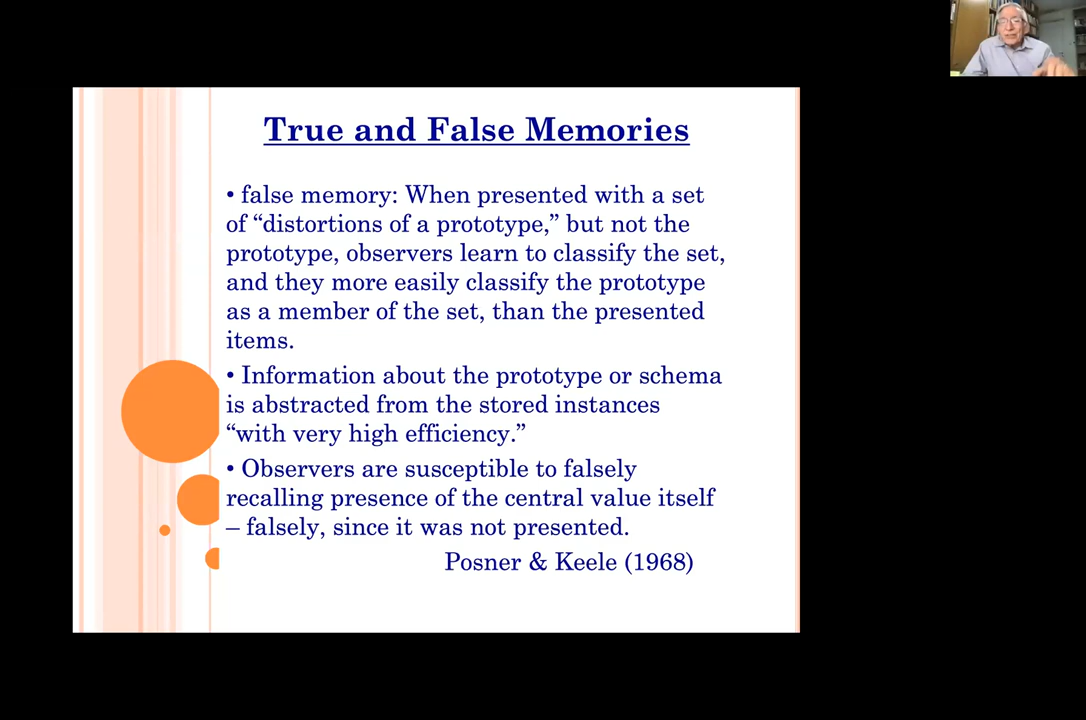 True and False Memories
• false memory: When presented with a set
of “distortions of a prototype,” but not the
prototype, observers learn to classify the set,
and they more easily classify the prototype
as a member of the set, than the presented
items.
• Information about the prototype or schema
is abstracted from the stored instances
“with very high efficiency.”
• Observers are susceptible to falsely
recalling presence of the central value itself
– falsely, since it was not presented.
Posner & Keele (1968)